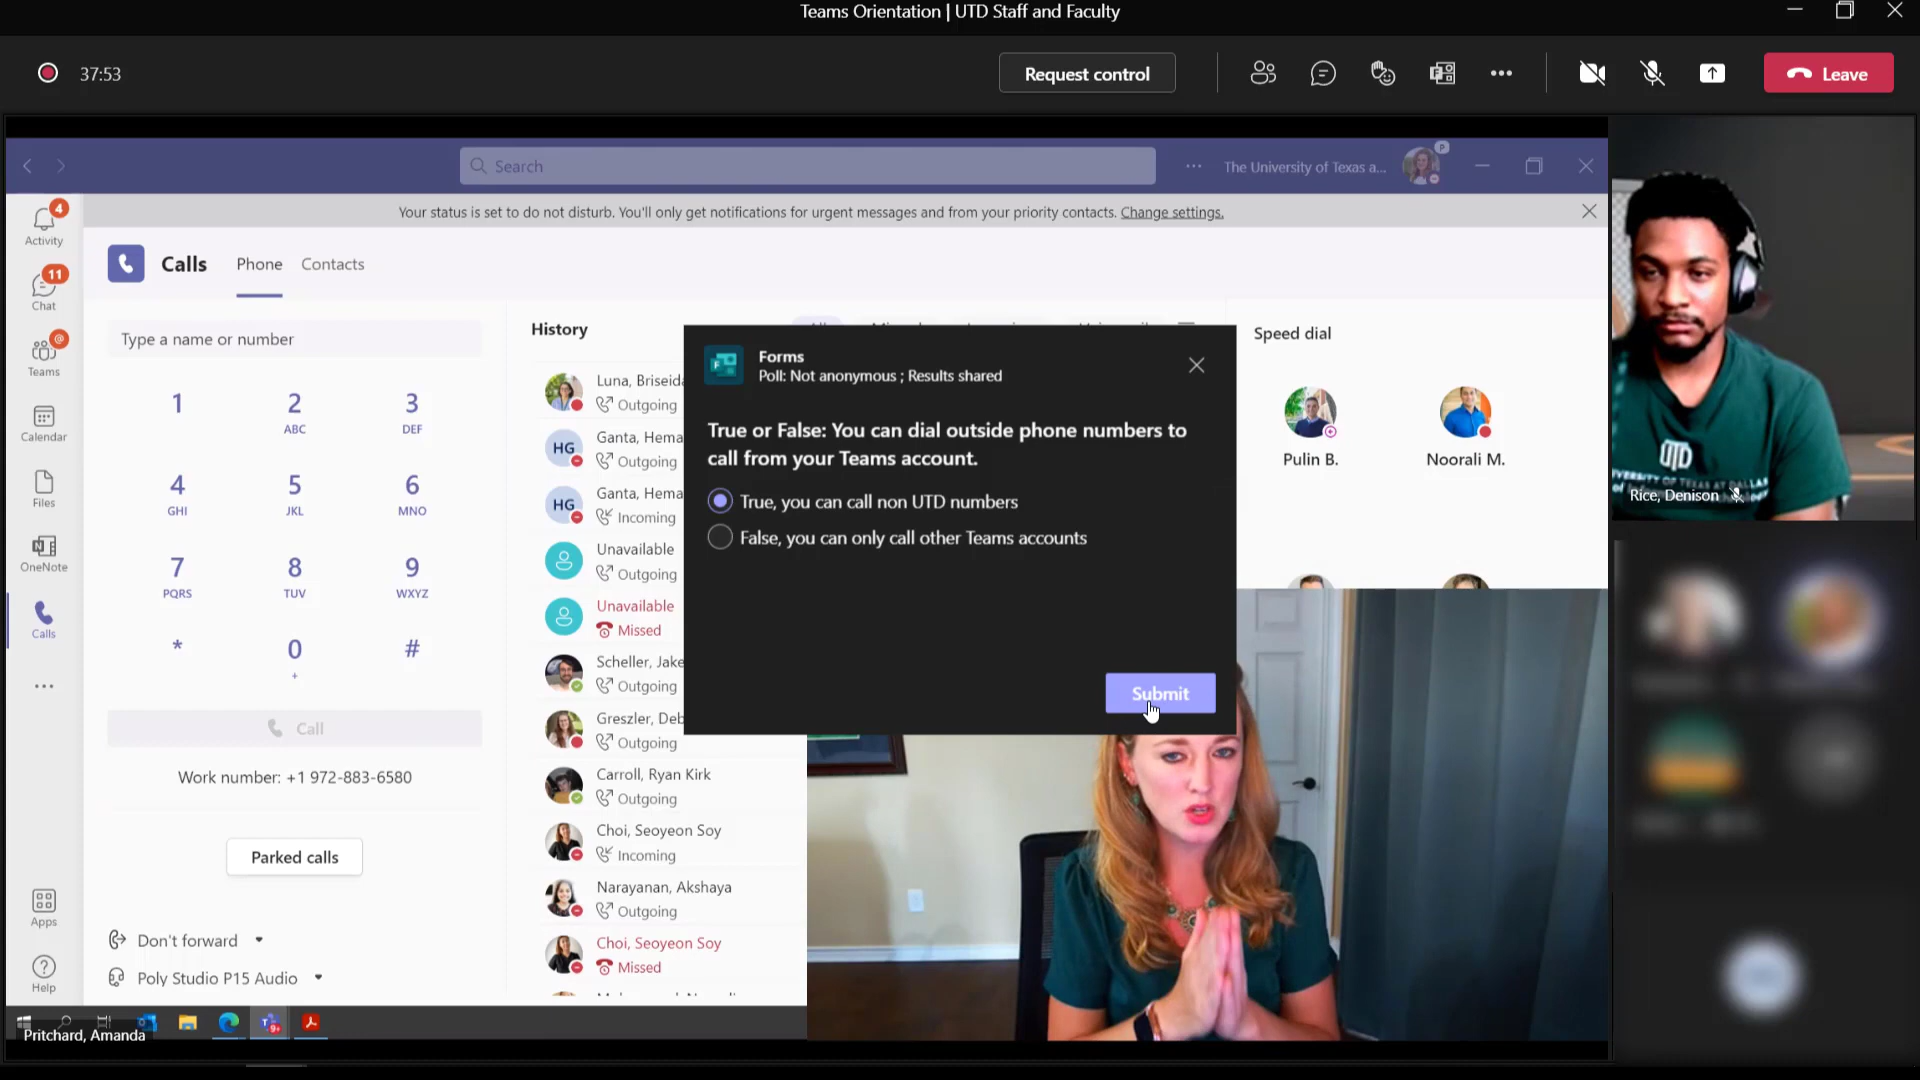 Teams Orientation | UTD Staff and Faculty
37:53
Request control
Leave
Search
The University of Texas a...
P
Your status is set to do not disturb. You'll only get notifications for urgent messages and from your priority contacts. Change settings.
4
Activity
11
Chat
@
Teams
Calendar
Files
OneNote
Calls
Apps
Help
Calls
Phone
Contacts
Type a name or number
1
2
ABC
3
DEF
4
GHI
5
JKL
6
MNO
7
PQRS
8
TUV
9
WXYZ
*
0
+
#
Call
Work number: +1 972-883-6580
Parked calls
Don't forward
Poly Studio P15 Audio
History
Luna, Briseida
Outgoing
HG
Ganta, Hema
Outgoing
HG
Ganta, Hema
Incoming
Unavailable
Outgoing
Unavailable
Missed
Scheller, Jake
Outgoing
Greszler, Deb
Outgoing
Carroll, Ryan Kirk
Outgoing
Choi, Seoyeon Soy
Incoming
Narayanan, Akshaya
Outgoing
Choi, Seoyeon Soy
Missed
Forms
Poll: Not anonymous ; Results shared
True or False: You can dial outside phone numbers to
call from your Teams account.
True, you can call non UTD numbers
False, you can only call other Teams accounts
Submit
Speed dial
Pulin B.
Noorali M.
UTD
Rice, Denison
9+
Pritchard, Amanda